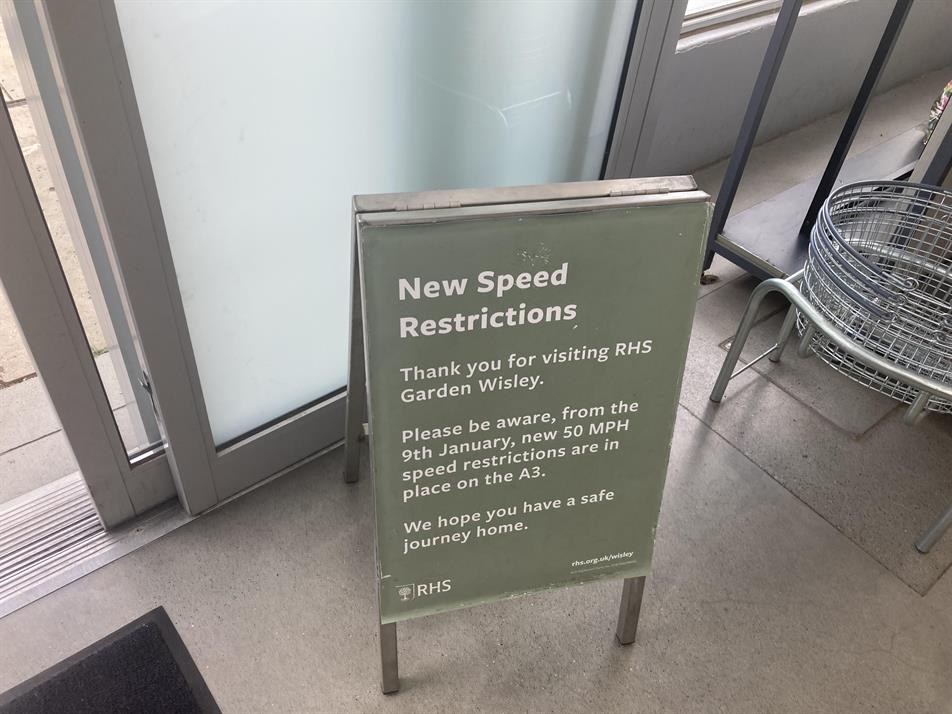 New Speed
Restrictions
Thank you for visiting RHS
Garden Wisley.
Please be aware, from the
9th January, new 50 MPH
speed restrictions are in
place on the A3.
We hope you have a safe
journey home.
rhs.org.uk/wisley
RHS